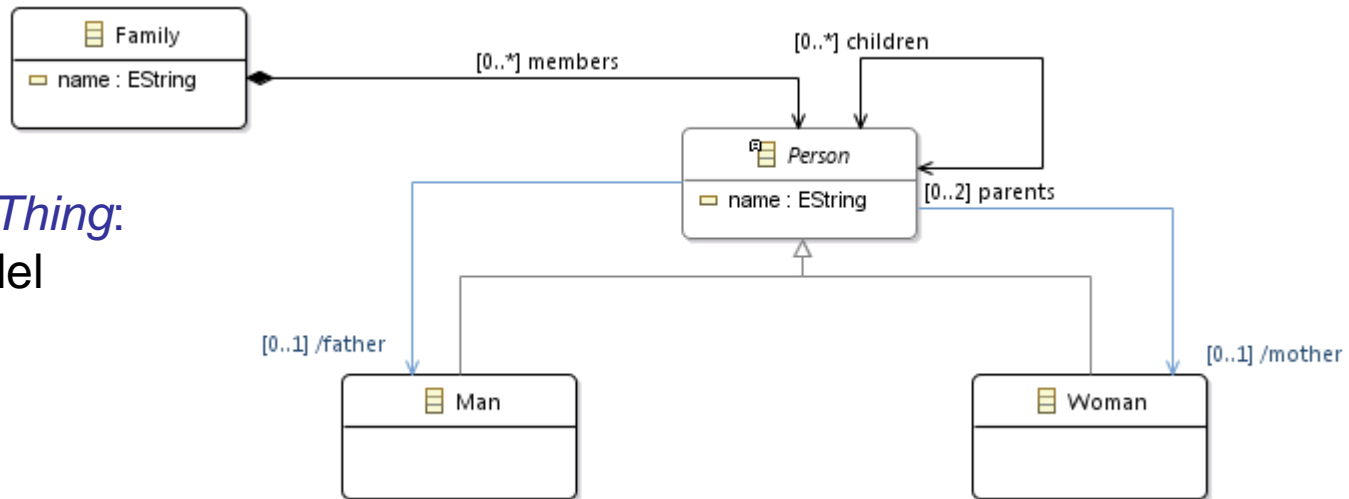 Family
name : EString
[0..*] members
[0..*] children
Person
name : EString
[0..2] parents
Thing:
[0..1] /father
[0..1] /mother
Man
Woman